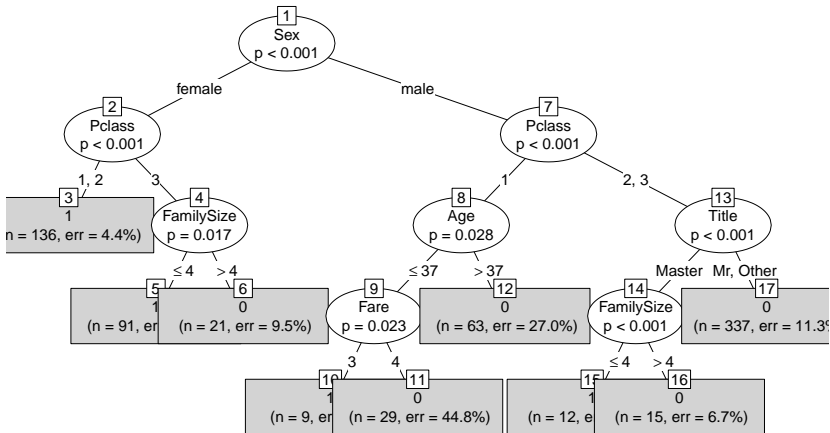 1
Sex
p < 0.001
female
male
2
Pclass
p < 0.001
7
Pclass
p < 0.001
1, 2
3
1
2, 3
3
1
n = 136, err = 4.4%)
4
FamilySize
p = 0.017
8
Age
p = 0.028
13
Title
p < 0.001
≤ 4
> 4
≤ 37
> 37
Master
Mr, Other
5
1
(n = 91, er
6
0
(n = 21, err = 9.5%)
9
Fare
p = 0.023
12
0
(n = 63, err = 27.0%)
14
FamilySize
p < 0.001
17
0
(n = 337, err = 11.3%
3
4
≤ 4
> 4
1
(n = 9, err
11
0
(n = 29, err = 44.8%)
15
1
(n = 12, e
16
0
(n = 15, err = 6.7%)